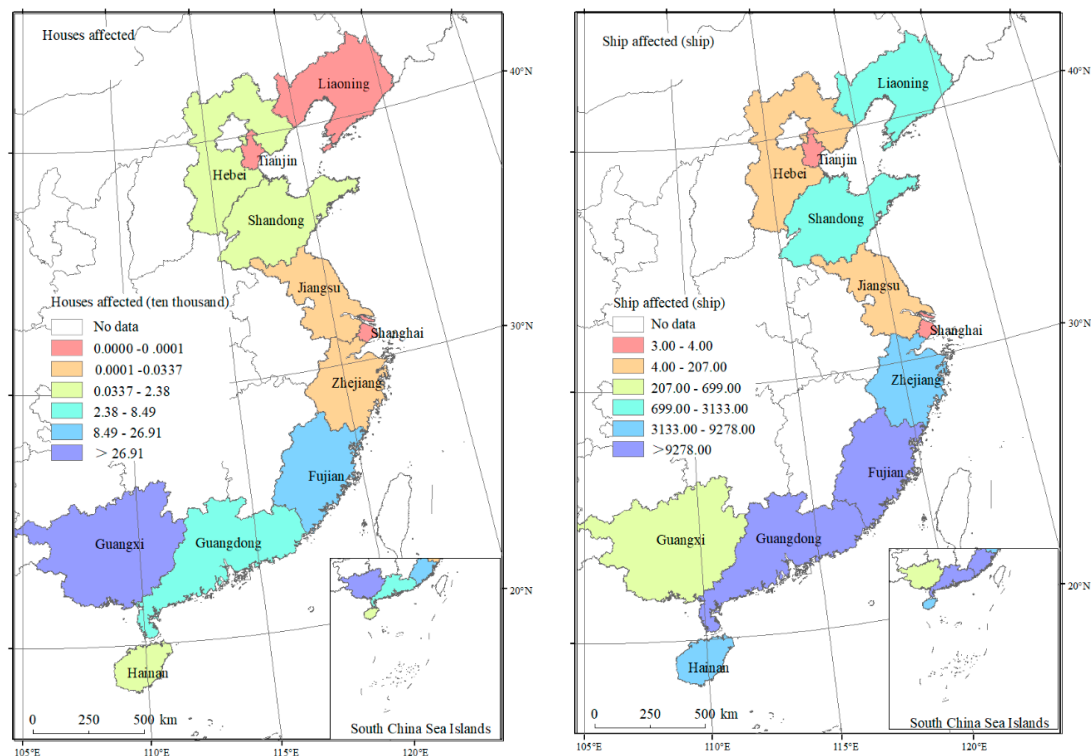 Houses affected
Liaoning
Tianjin
Hebei
Shandong
Jiangsu
Shanghai
Zhejiang
Fujian
Guangxi
Guangdong
Hainan
Houses affected (ten thousand)
No data
0.0000 -0 .0001
0.0001 -0.0337
0.0337 - 2.38
2.38 - 8.49
8.49 - 26.91
> 26.91
0 250 500 km
South China Sea Islands
40°N
30°N
20°N
105°E 110°E 115°E 120°E
Ship affected (ship)
Liaoning
Tianjin
Hebei
Shandong
Jiangsu
Shanghai
Zhejiang
Fujian
Guangxi
Guangdong
Hainan
Ship affected (ship)
No data
3.00 - 4.00
4.00 - 207.00
207.00 - 699.00
699.00 - 3133.00
3133.00 - 9278.00
>9278.00
0 250 500 km
South China Sea Islands
40°N
30°N
20°N
105°E 110°E 115°E 120°E